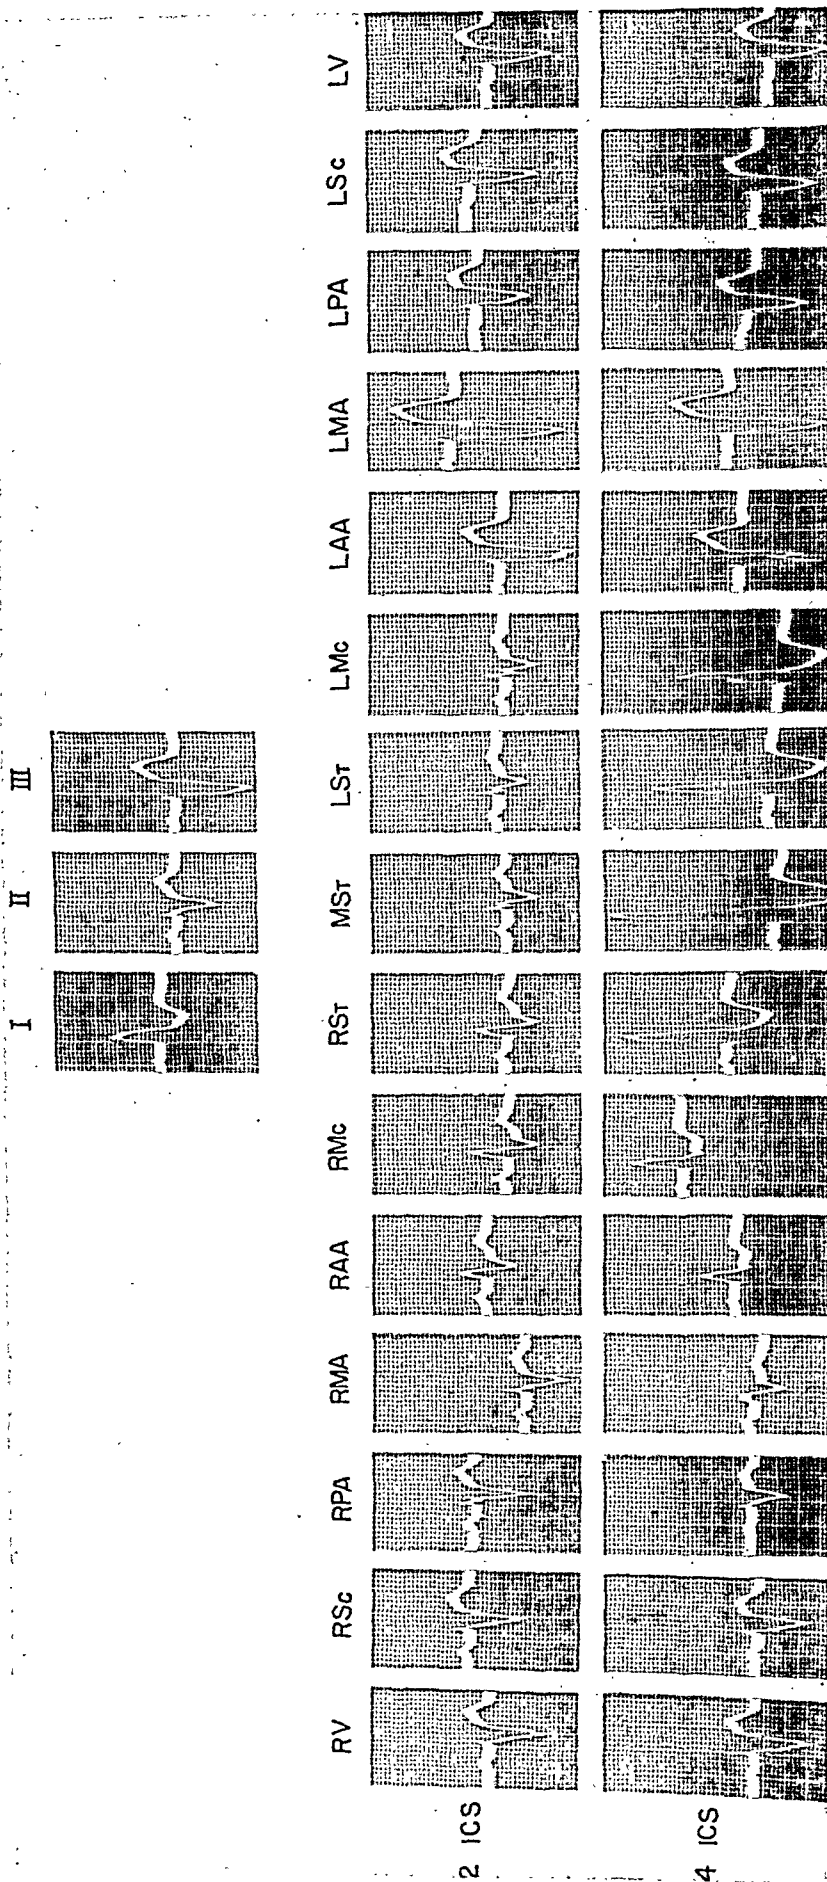 I II III
RV RSc RPA RMA RAA RMc RST MST LST LMc LAA LMA LPA LSc LV
2 ICS
4 ICS